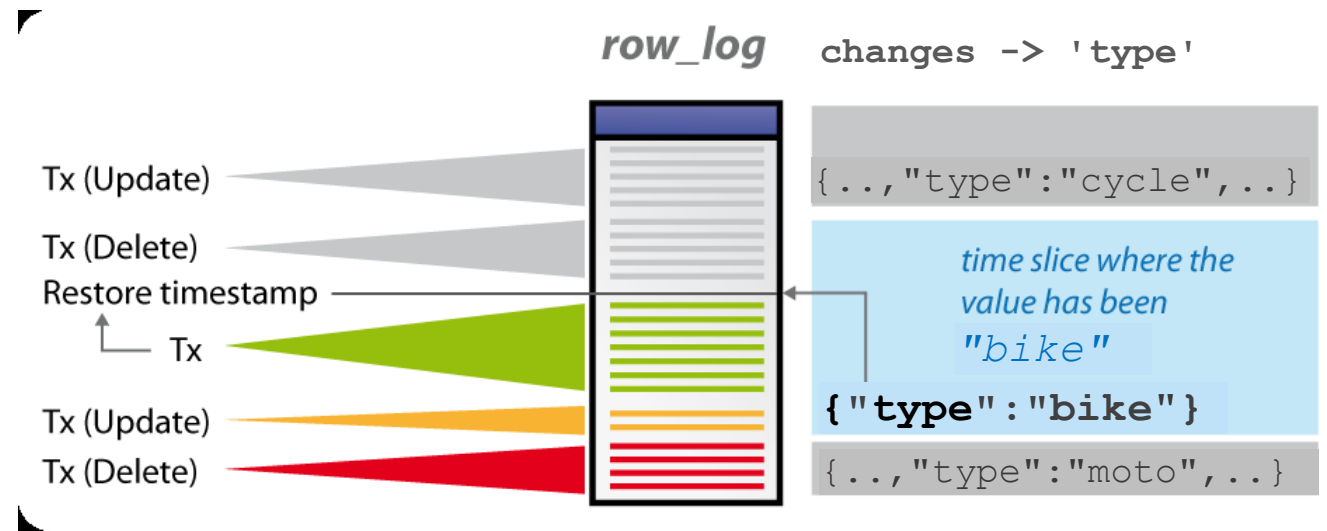 row_log
changes -> 'type'
Tx (Update)
{..,"type":"cycle",..}
Tx (Delete)
Restore timestamp
Tx
time slice where the
value has been
"bike"
{"type":"bike"}
Tx (Update)
Tx (Delete)
{..,"type":"moto",..}